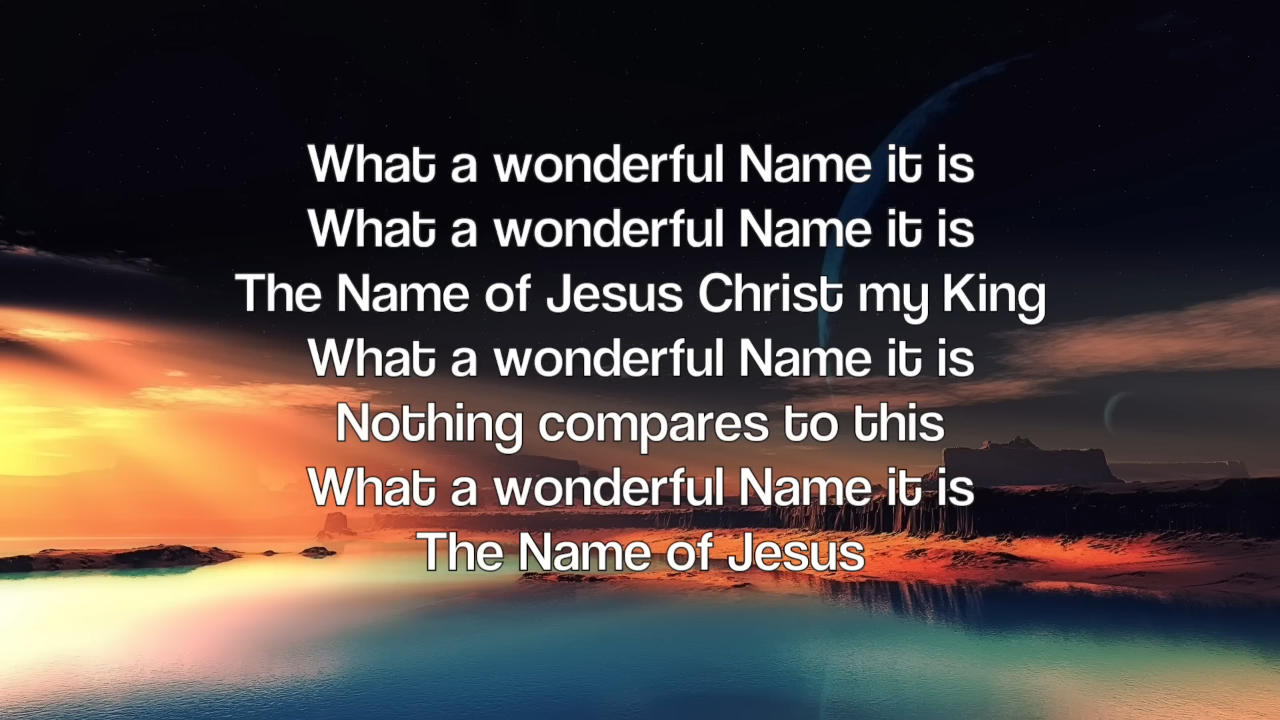 What a wonderful Name it is
What a wonderful Name it is
The Name of Jesus Christ my King
What a wonderful Name it is
Nothing compares to this
What a wonderful Name it is
The Name of Jesus